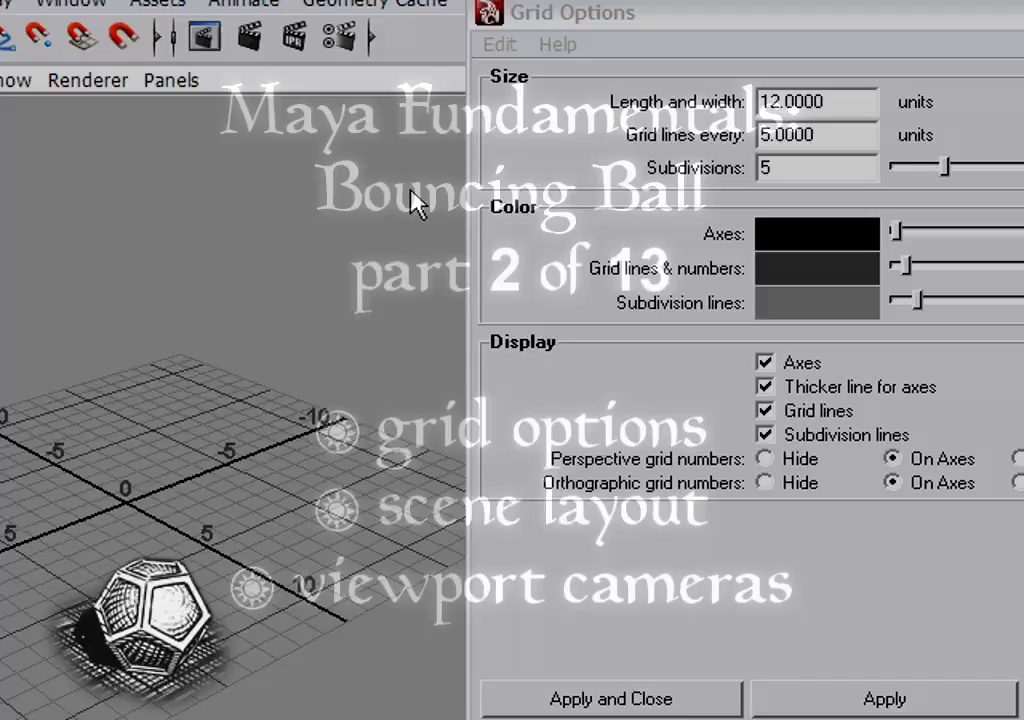 Window Assets Animate Geometry Cache
IPR
Renderer Panels
Grid Options
Edit Help
Size
Length and width: 12.0000 units
Grid lines every: 5.0000 units
Subdivisions: 5
Color
Axes:
Grid lines & numbers:
Subdivision lines:
Display
Axes
Thicker line for axes
Grid lines
Subdivision lines
Perspective grid numbers: Hide On Axes
Orthographic grid numbers: Hide On Axes
Apply and Close Apply
Maya Fundamentals:
Bouncing Ball
part 2 of 13
grid options
scene layout
viewport cameras
0 -10
-5 -5
0
5 5
10